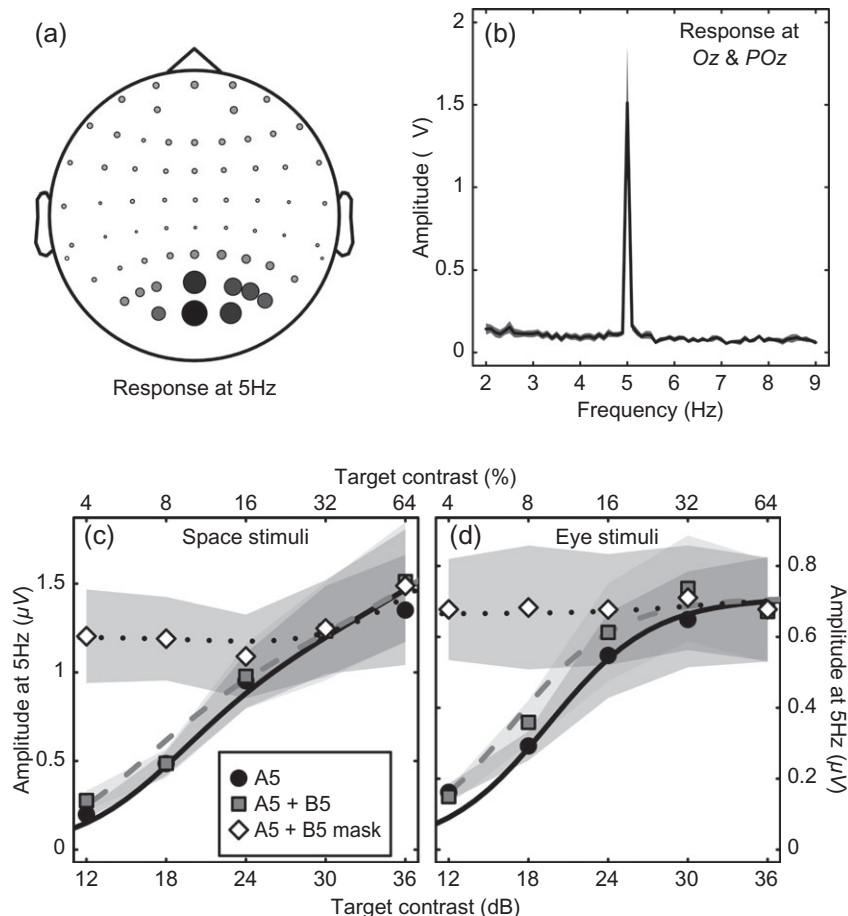 (a)
Response at 5Hz
(b)
Response at
Oz & POz
2
1.5
1
0.5
0
Amplitude ( V)
2 3 4 5 6 7 8 9
Frequency (Hz)
Target contrast (%)
4 8 16 32 64 4 8 16 32 64
(c) Space stimuli
(d) Eye stimuli
1.5
1
0.5
0
Amplitude at 5Hz (µV)
A5
A5 + B5
A5 + B5 mask
0.8
0.6
0.4
0.2
0
Amplitude at 5Hz (µV)
12 18 24 30 36 12 18 24 30 36
Target contrast (dB)